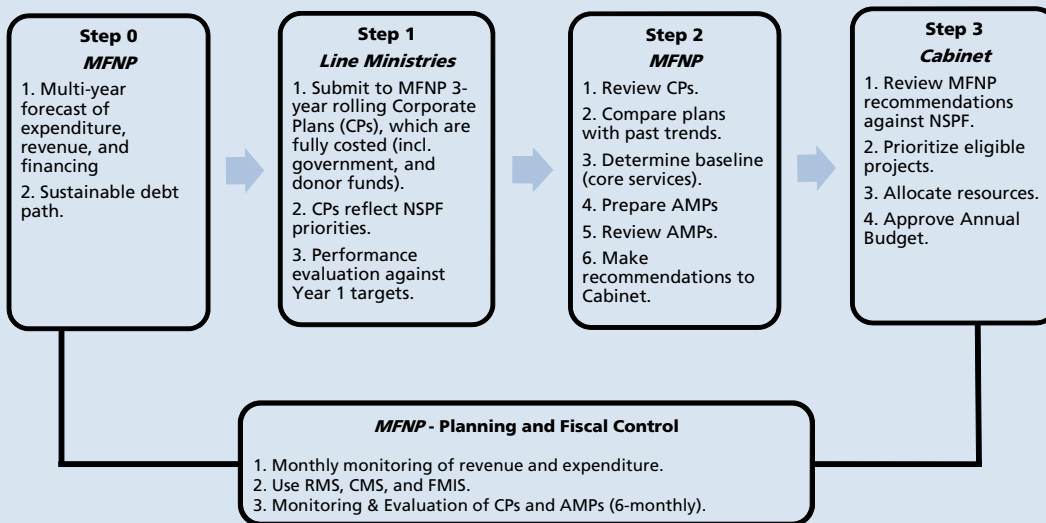 Step 0
MFNP
1. Multi-year
forecast of
expenditure,
revenue, and
financing
2. Sustainable debt
path.
Step 1
Line Ministries
1. Submit to MFNP 3-
year rolling Corporate
Plans (CPs), which are
fully costed (incl.
government, and
donor funds).
2. CPs reflect NSPF
priorities.
3. Performance
evaluation against
Year 1 targets.
Step 2
MFNP
1. Review CPs.
2. Compare plans
with past trends.
3. Determine baseline
(core services).
4. Prepare AMPs
5. Review AMPs.
6. Make
recommendations to
Cabinet.
Step 3
Cabinet
1. Review MFNP
recommendations
against NSPF.
2. Prioritize eligible
projects.
3. Allocate resources.
4. Approve Annual
Budget.
MFNP - Planning and Fiscal Control
1. Monthly monitoring of revenue and expenditure.
2. Use RMS, CMS, and FMIS.
3. Monitoring & Evaluation of CPs and AMPs (6-monthly).